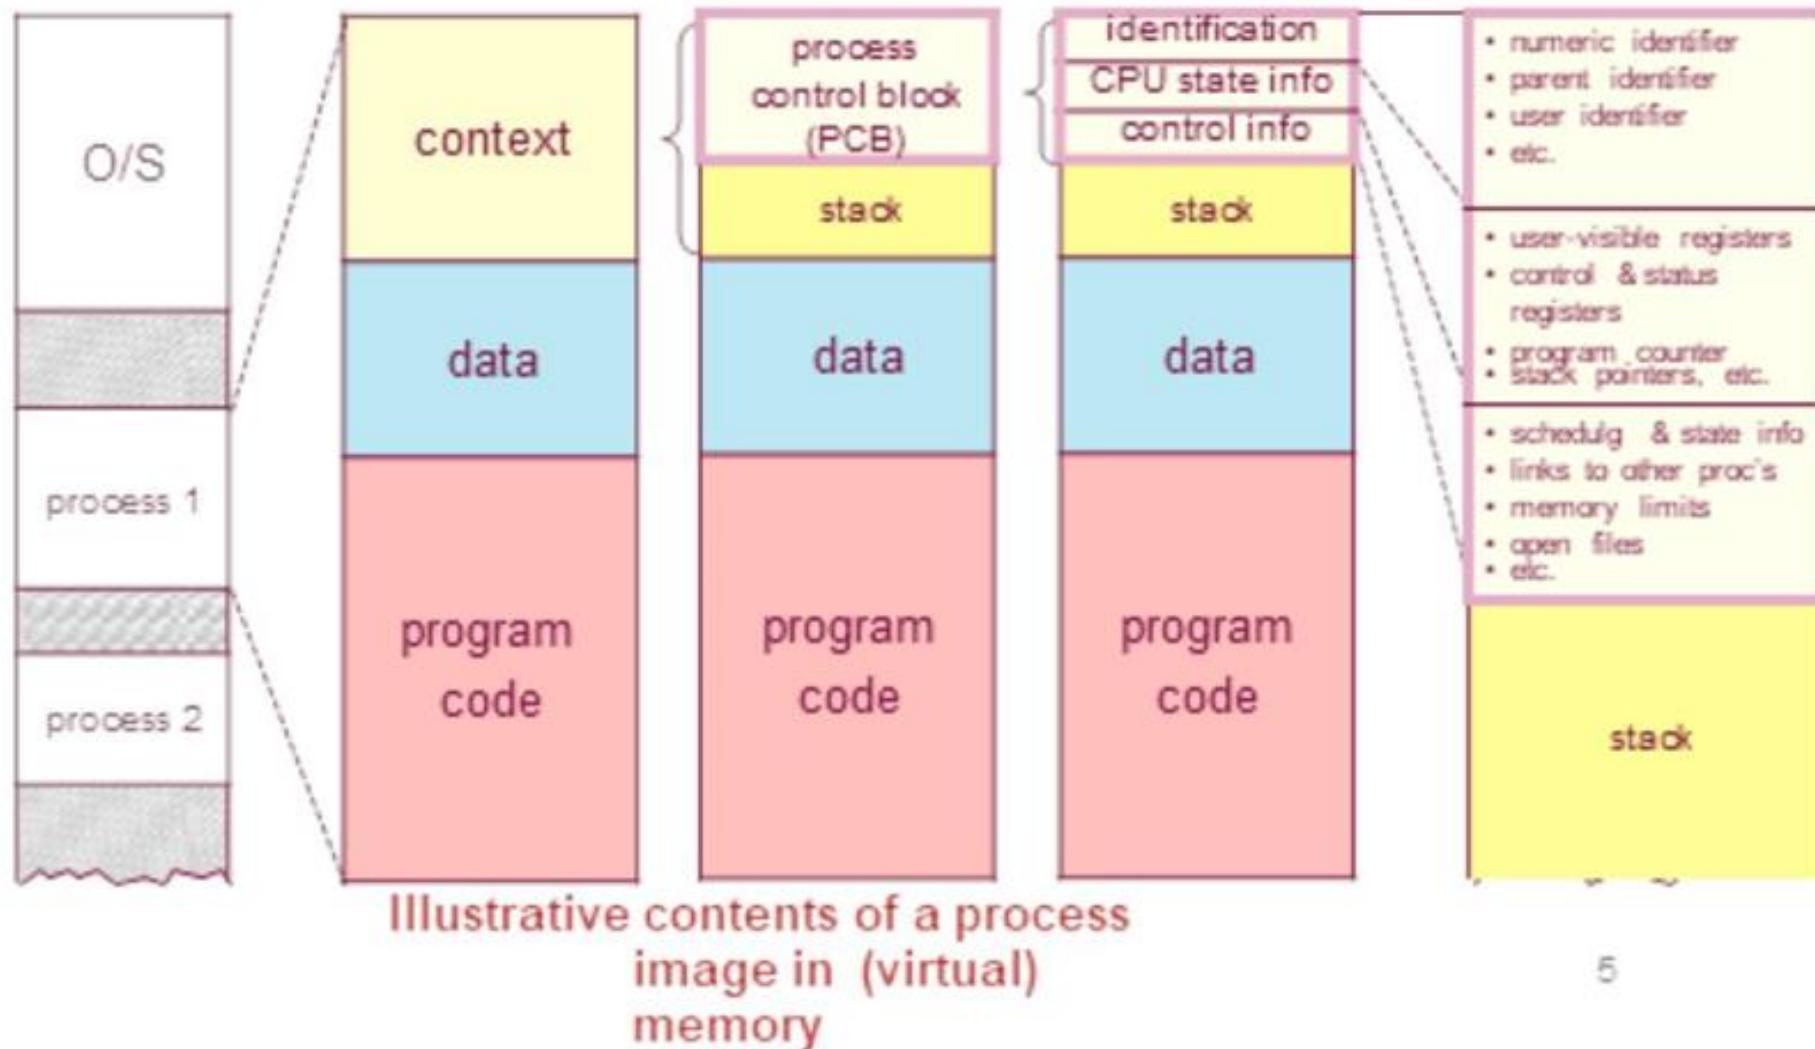 O/S
process 1
process 2
context
data
program
code
process
control block
(PCB)
stack
data
program
code
identification
CPU state info
control info
stack
data
program
code
• numeric identifier
• parent identifier
• user identifier
• etc.
• user-visible registers
• control & status
registers
• program counter
• stack pointers, etc.
• schedulg & state info
• links to other proc's
• memory limits
• open files
• etc.
stack
Illustrative contents of a process
image in (virtual)
memory
5